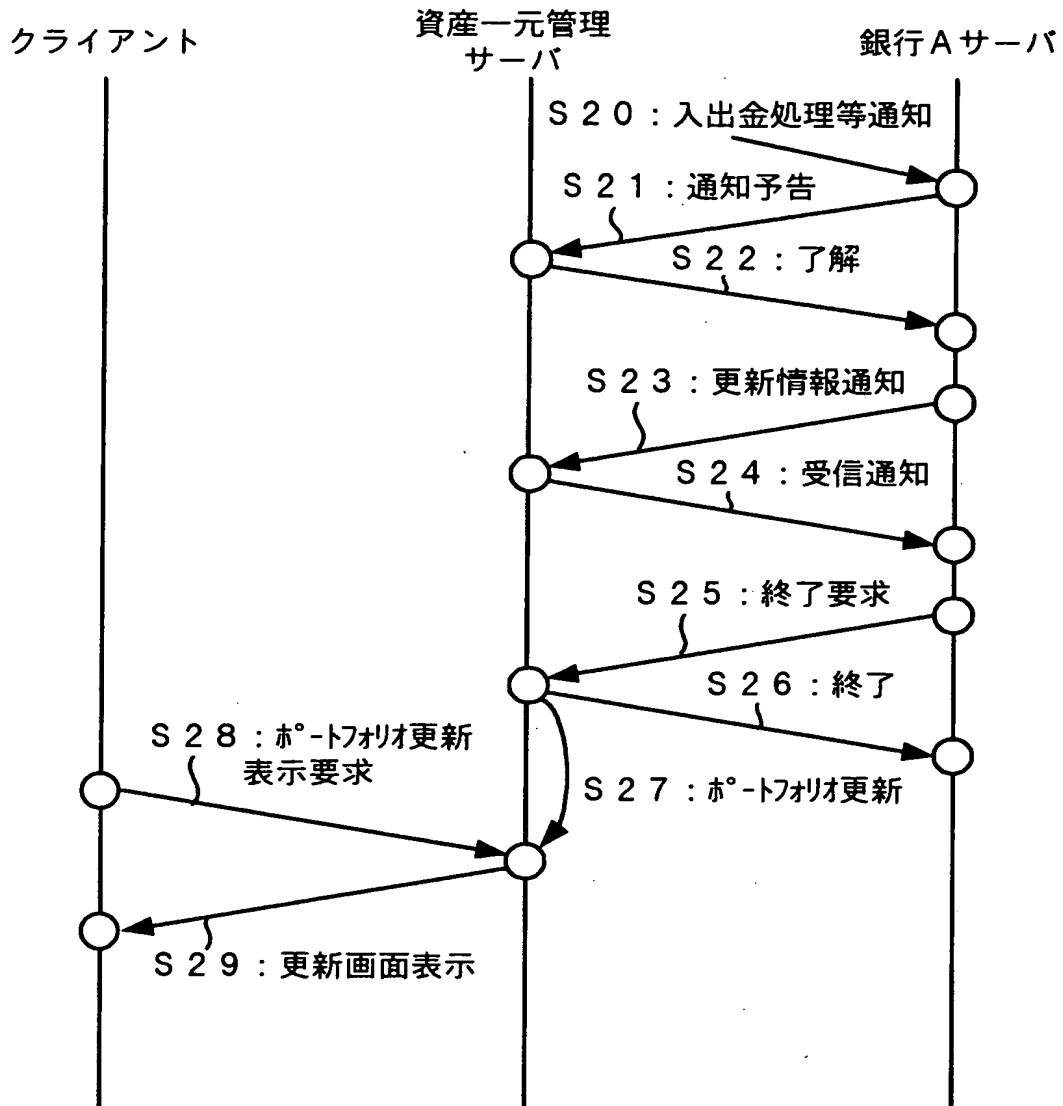 クライアント
資産一元管理
サーバ
銀行Aサーバ
S20:入出金処理等通知
S21:通知予告
S22:了解
S23:更新情報通知
S24:受信通知
S25:終了要求
S26:終了
S28:ポートフォリオ更新
表示要求
S27:ポートフォリオ更新
S29:更新画面表示